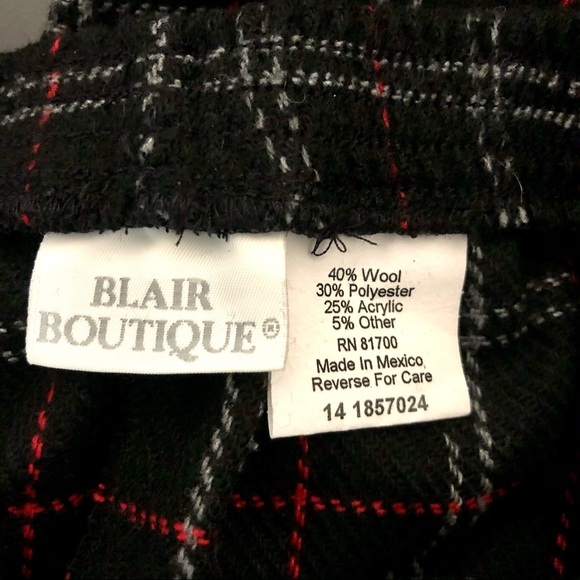 BLAIR
BOUTIQUE®
40% Wool
30% Polyester
25% Acrylic
5% Other
RN 81700
Made In Mexico
Reverse For Care
14 1857024